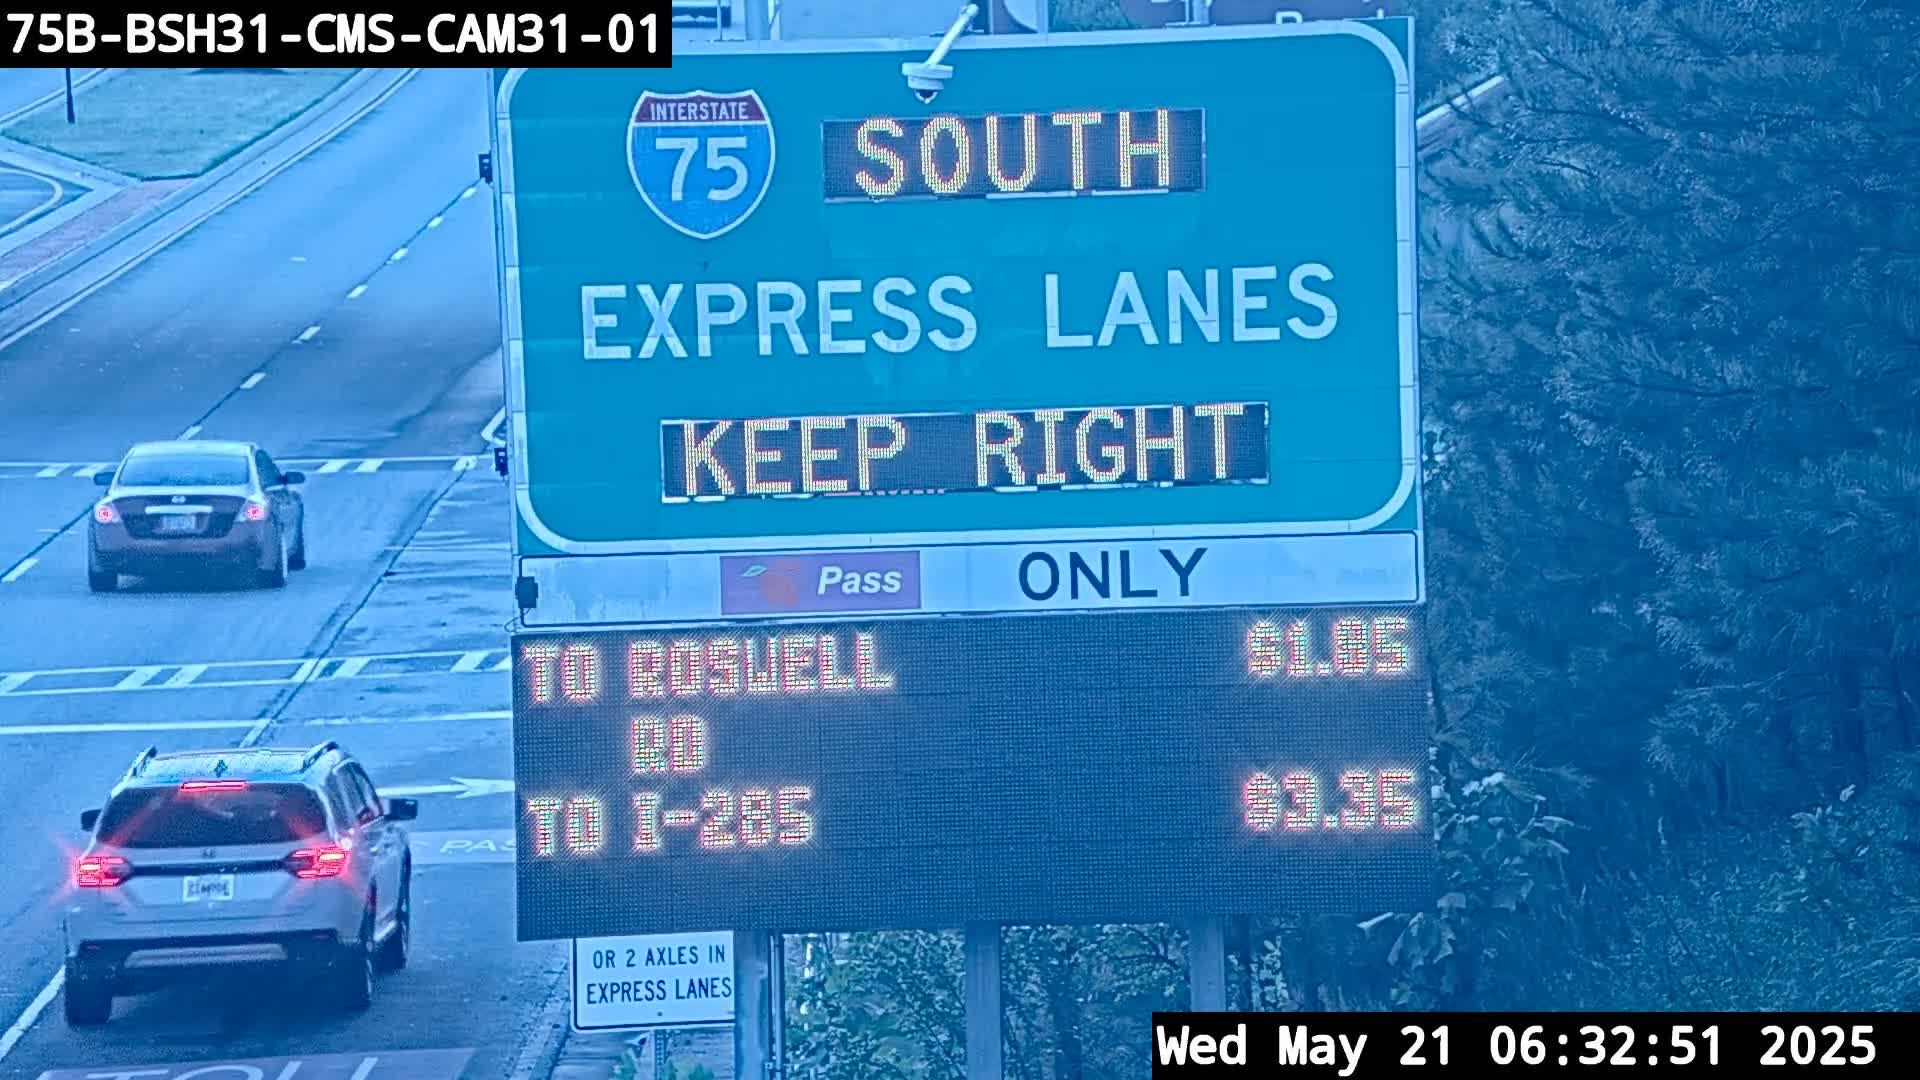 75B-BSH31-CMS-CAM31-01
INTERSTATE
75
SOUTH
EXPRESS LANES
KEEP RIGHT
Pass ONLY
TO ROSWELL $1.85
RD
TO I-285 $3.35
OR 2 AXLES IN
EXPRESS LANES
TOLL
Wed May 21 06:32:51 2025